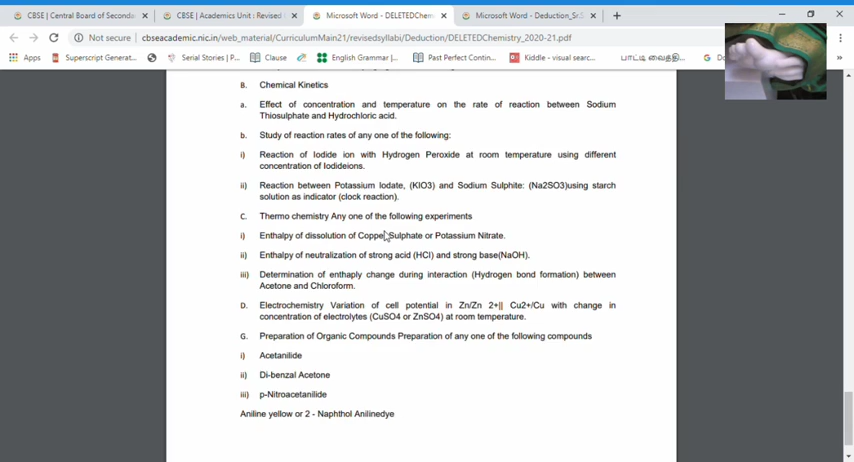 CBSE | Central Board of Seconda
CBSE | Academics Unit : Revised
Microsoft Word - DELETEDChem
Microsoft Word - Deduction_Sr.S
Not secure | cbseacademic.nic.in/web_material/CurriculumMain21/revisedsyllabi/Deduction/DELETEDChemistry_2020-21.pdf
Apps
Superscript Generat...
Serial Stories | P...
Clause
English Grammar |...
Past Perfect Contin...
Kiddle - visual searc...
பாட்டி வைத்தி...
B. Chemical Kinetics
a. Effect of concentration and temperature on the rate of reaction between Sodium
Thiosulphate and Hydrochloric acid.
b. Study of reaction rates of any one of the following:
i) Reaction of Iodide ion with Hydrogen Peroxide at room temperature using different
concentration of Iodideions.
ii) Reaction between Potassium Iodate, (KIO3) and Sodium Sulphite: (Na2SO3)using starch
solution as indicator (clock reaction).
C. Thermo chemistry Any one of the following experiments
i) Enthalpy of dissolution of Copper Sulphate or Potassium Nitrate.
ii) Enthalpy of neutralization of strong acid (HCl) and strong base(NaOH).
iii) Determination of enthaply change during interaction (Hydrogen bond formation) between
Acetone and Chloroform.
D. Electrochemistry Variation of cell potential in Zn/Zn 2+|| Cu2+/Cu with change in
concentration of electrolytes (CuSO4 or ZnSO4) at room temperature.
G. Preparation of Organic Compounds Preparation of any one of the following compounds
i) Acetanilide
ii) Di-benzal Acetone
iii) p-Nitroacetanilide
Aniline yellow or 2 - Naphthol Anilinedye